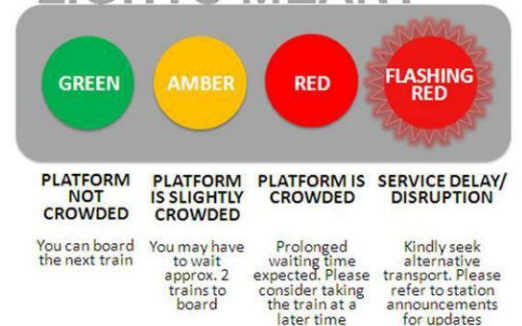 LIGHTS MEANT
GREEN
AMBER
RED
FLASHING
RED
PLATFORM
NOT
CROWDED
You can board
the next train
PLATFORM
IS SLIGHTLY
CROWDED
You may have
to wait
approx. 2
trains to
board
PLATFORM IS
CROWDED
Prolonged
waiting time
expected. Please
consider taking
the train at a
later time
SERVICE DELAY/
DISRUPTION
Kindly seek
alternative
transport. Please
refer to station
announcements
for updates